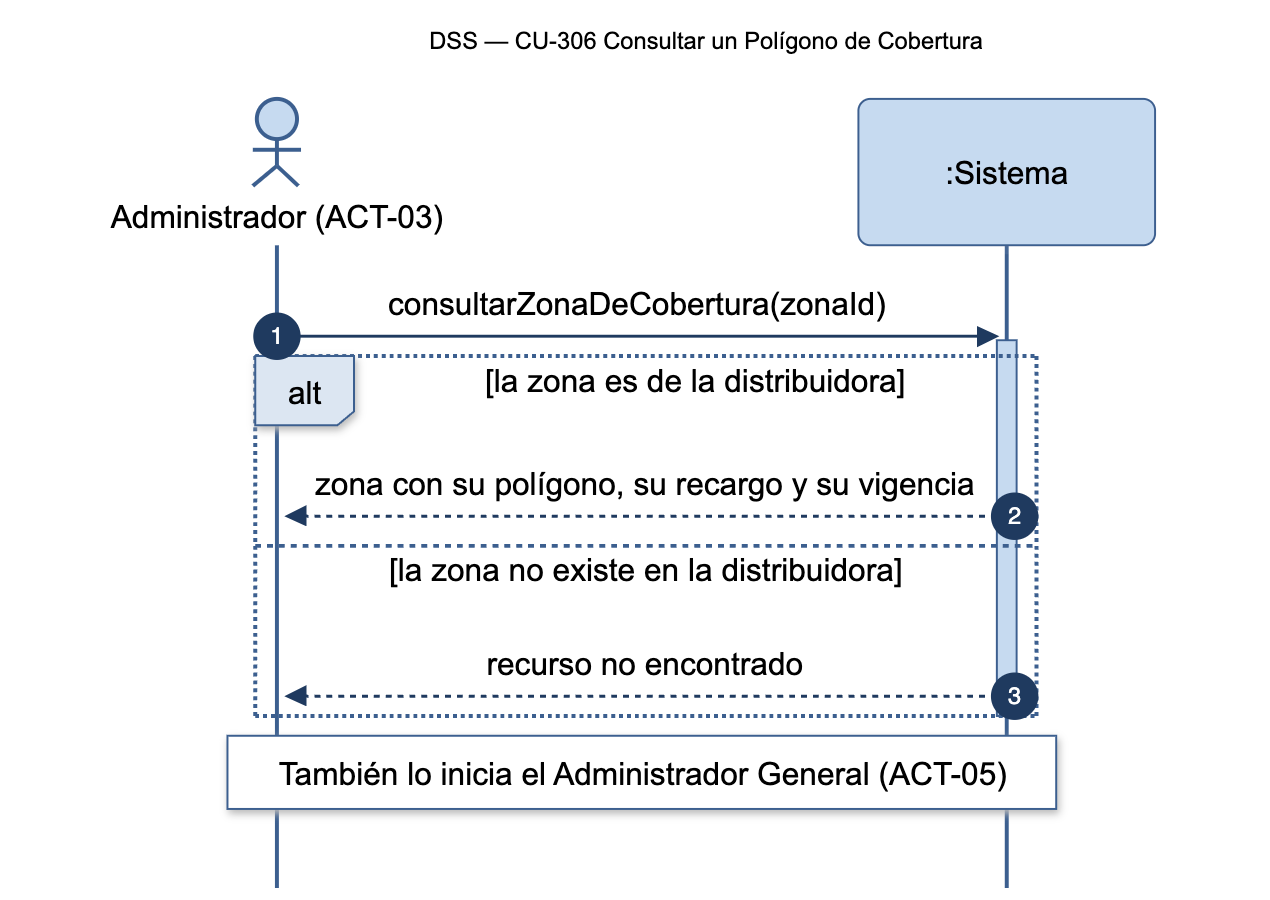 DSS — CU-306 Consultar un Polígono de Cobertura
Administrador (ACT-03)
:Sistema
consultarZonaDeCobertura(zonaId)
1
alt
[la zona es de la distribuidora]
zona con su polígono, su recargo y su vigencia
2
[la zona no existe en la distribuidora]
recurso no encontrado
3
También lo inicia el Administrador General (ACT-05)